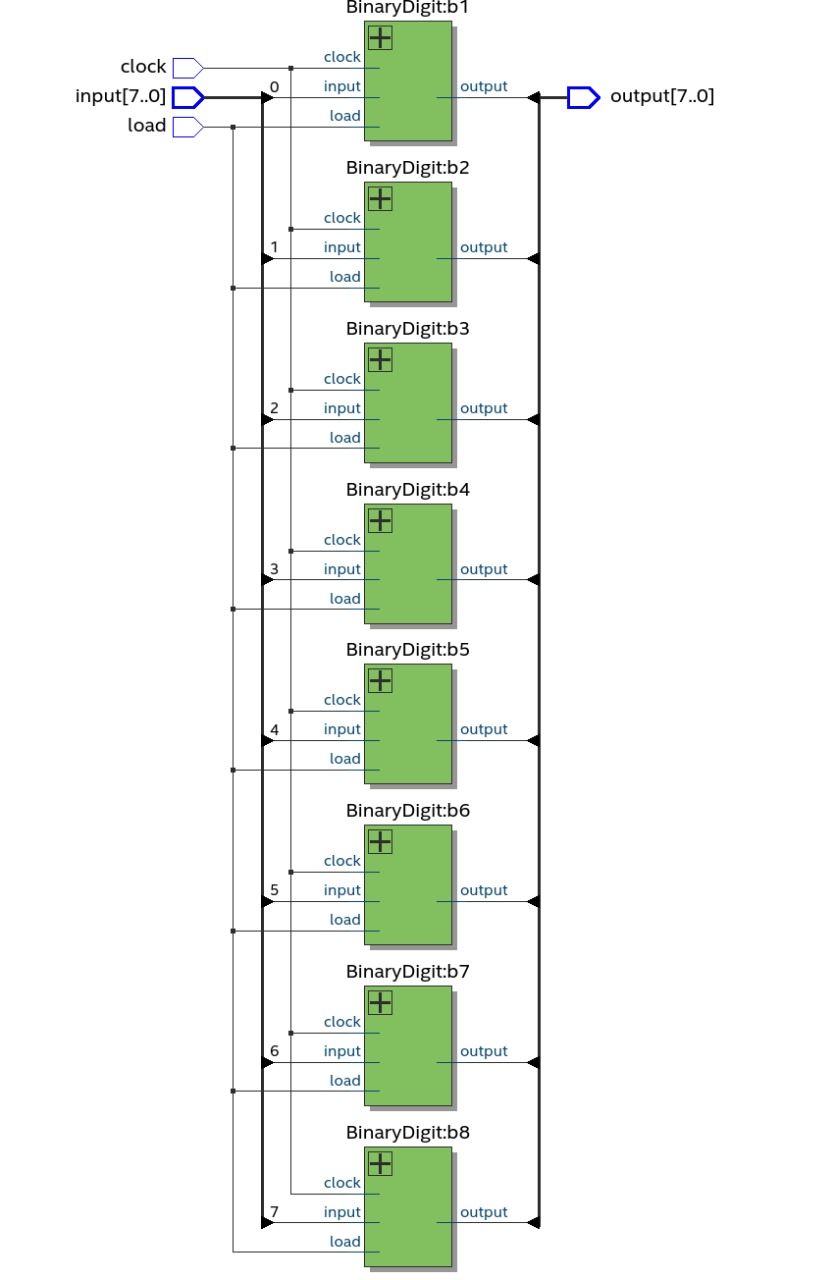 BinaryDigit:b1
clock
clock
input[7..0]
0
input
output
output[7..0]
load
load
BinaryDigit:b2
clock
1
input
output
load
BinaryDigit:b3
clock
2
input
output
load
BinaryDigit:b4
clock
3
input
output
load
BinaryDigit:b5
clock
4
input
output
load
BinaryDigit:b6
clock
5
input
output
load
BinaryDigit:b7
clock
6
input
output
load
BinaryDigit:b8
clock
7
input
output
load